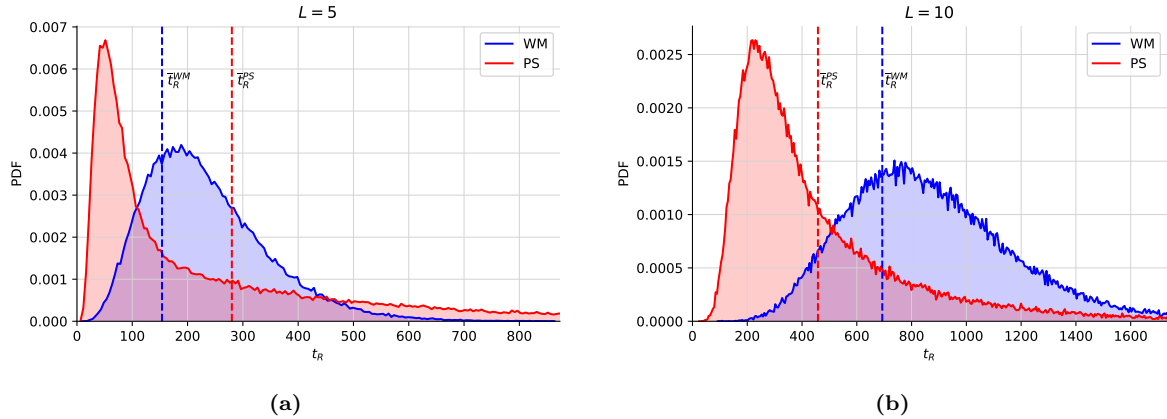 L = 5
0.007
0.006
0.005
0.004
0.003
0.002
0.001
0.000
PDF
0 100 200 300 400 500 600 700 800
t_R
WM
PS
t̄_R^{WM}
t̄_R^{PS}
(a)
L = 10
0.0025
0.0020
0.0015
0.0010
0.0005
0.0000
PDF
0 200 400 600 800 1000 1200 1400 1600
t_R
WM
PS
t̄_R^{PS}
t̄_R^{WM}
(b)